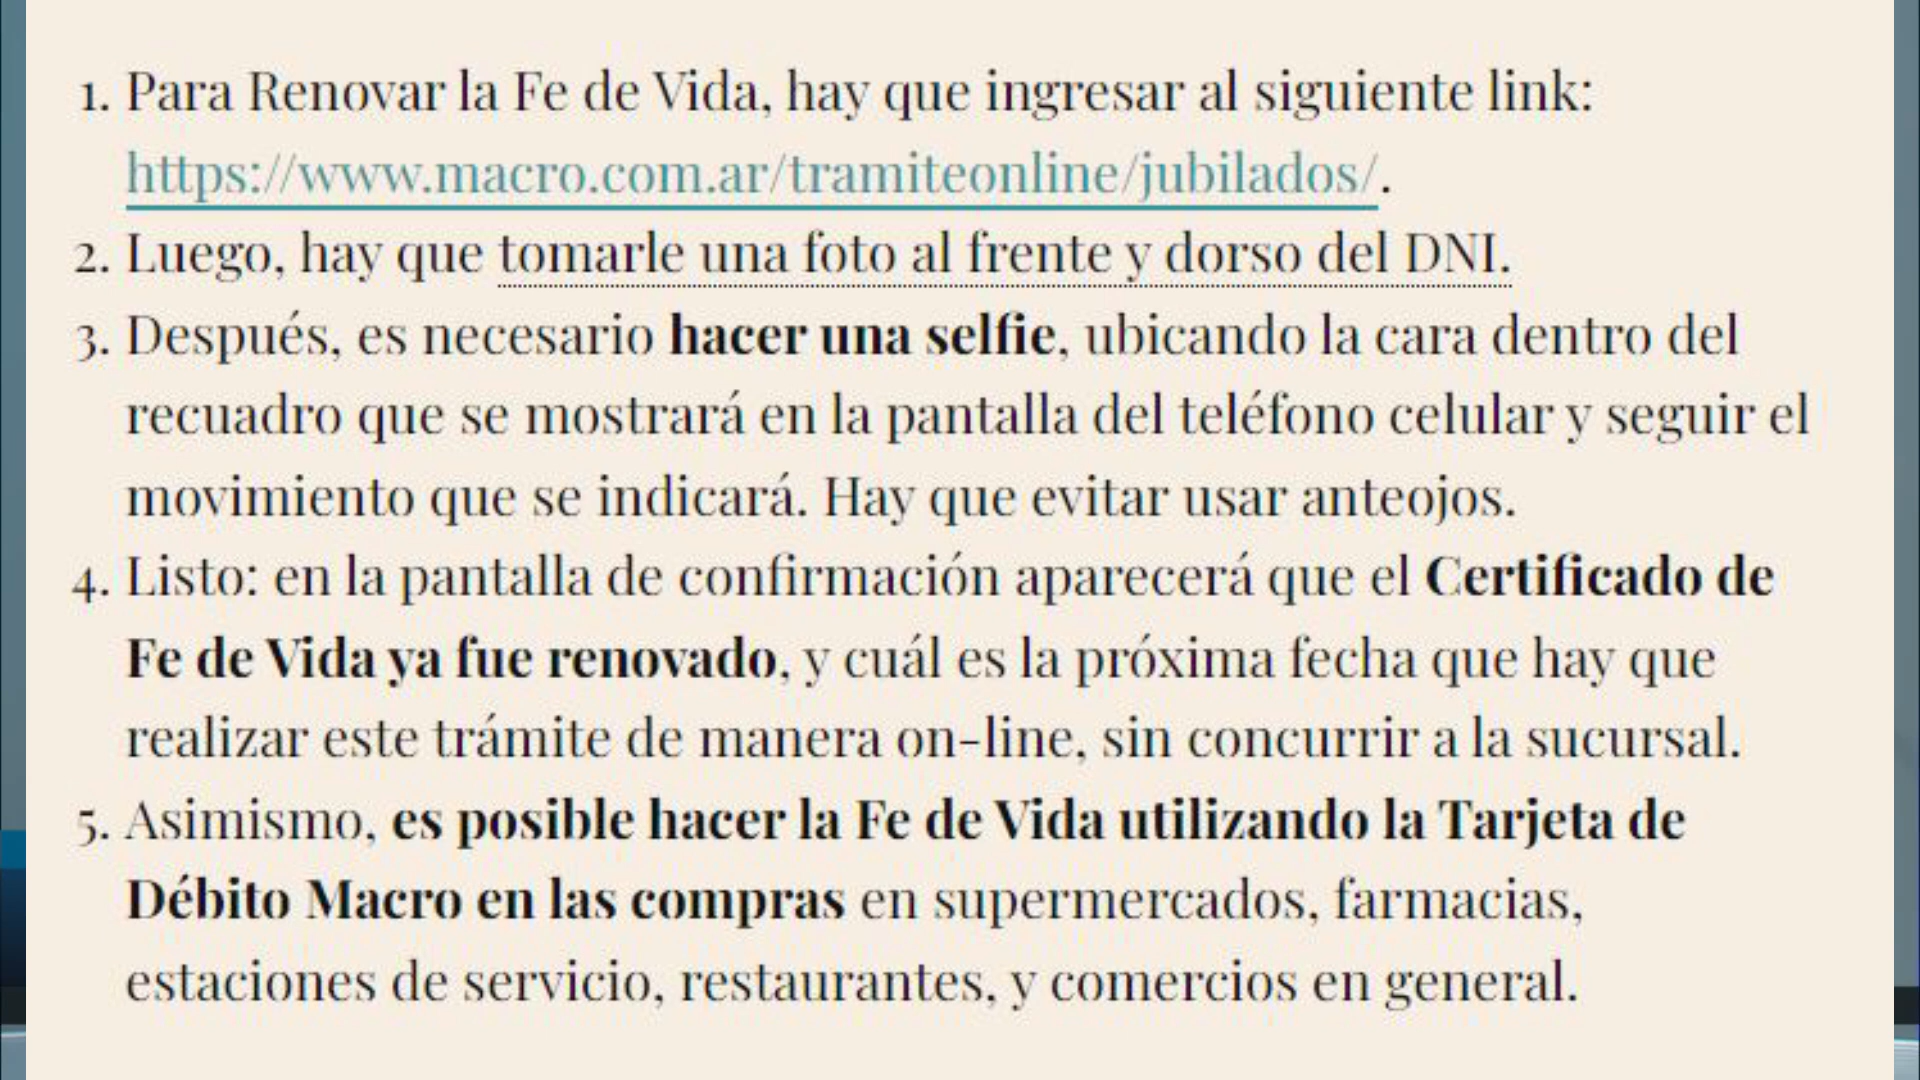 1. Para Renovar la Fe de Vida, hay que ingresar al siguiente link:
https://www.macro.com.ar/tramiteonline/jubilados/.
2. Luego, hay que tomarle una foto al frente y dorso del DNI.
3. Después, es necesario hacer una selfie, ubicando la cara dentro del
recuadro que se mostrará en la pantalla del teléfono celular y seguir el
movimiento que se indicará. Hay que evitar usar anteojos.
4. Listo: en la pantalla de confirmación aparecerá que el Certificado de
Fe de Vida ya fue renovado, y cuál es la próxima fecha que hay que
realizar este trámite de manera on-line, sin concurrir a la sucursal.
5. Asimismo, es posible hacer la Fe de Vida utilizando la Tarjeta de
Débito Macro en las compras en supermercados, farmacias,
estaciones de servicio, restaurantes, y comercios en general.